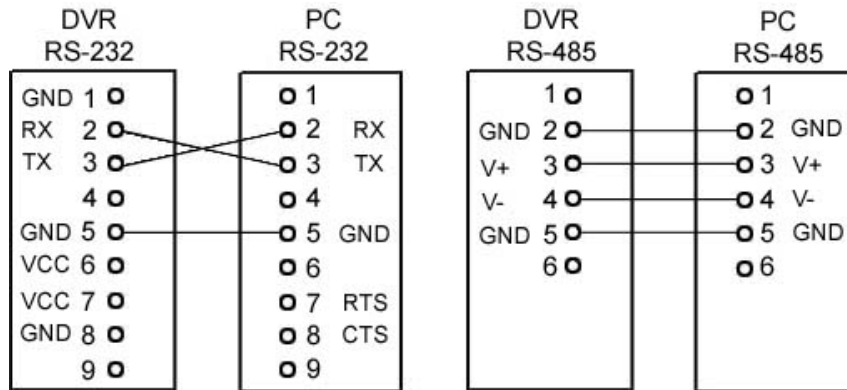 DVR
RS-232
GND 1
RX 2
TX 3
4
GND 5
VCC 6
VCC 7
GND 8
9
PC
RS-232
1
2 RX
3 TX
4
5 GND
6
7 RTS
8 CTS
9
DVR
RS-485
1
GND 2
V+ 3
V- 4
GND 5
6
PC
RS-485
1
2 GND
3 V+
4 V-
5 GND
6